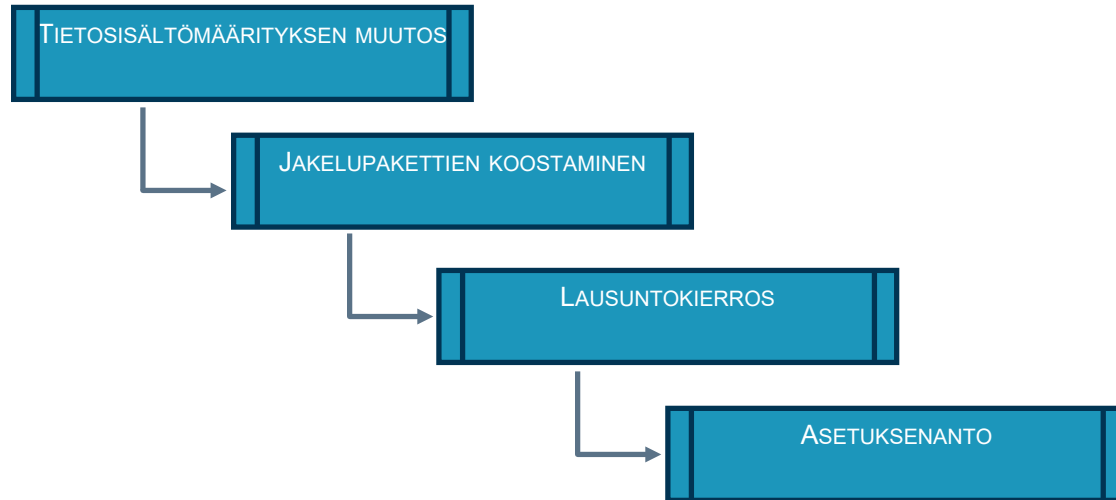 Tietosisältömäärityksen muutos
Jakelupakettien koostaminen
Lausuntokierros
Asetuksenanto